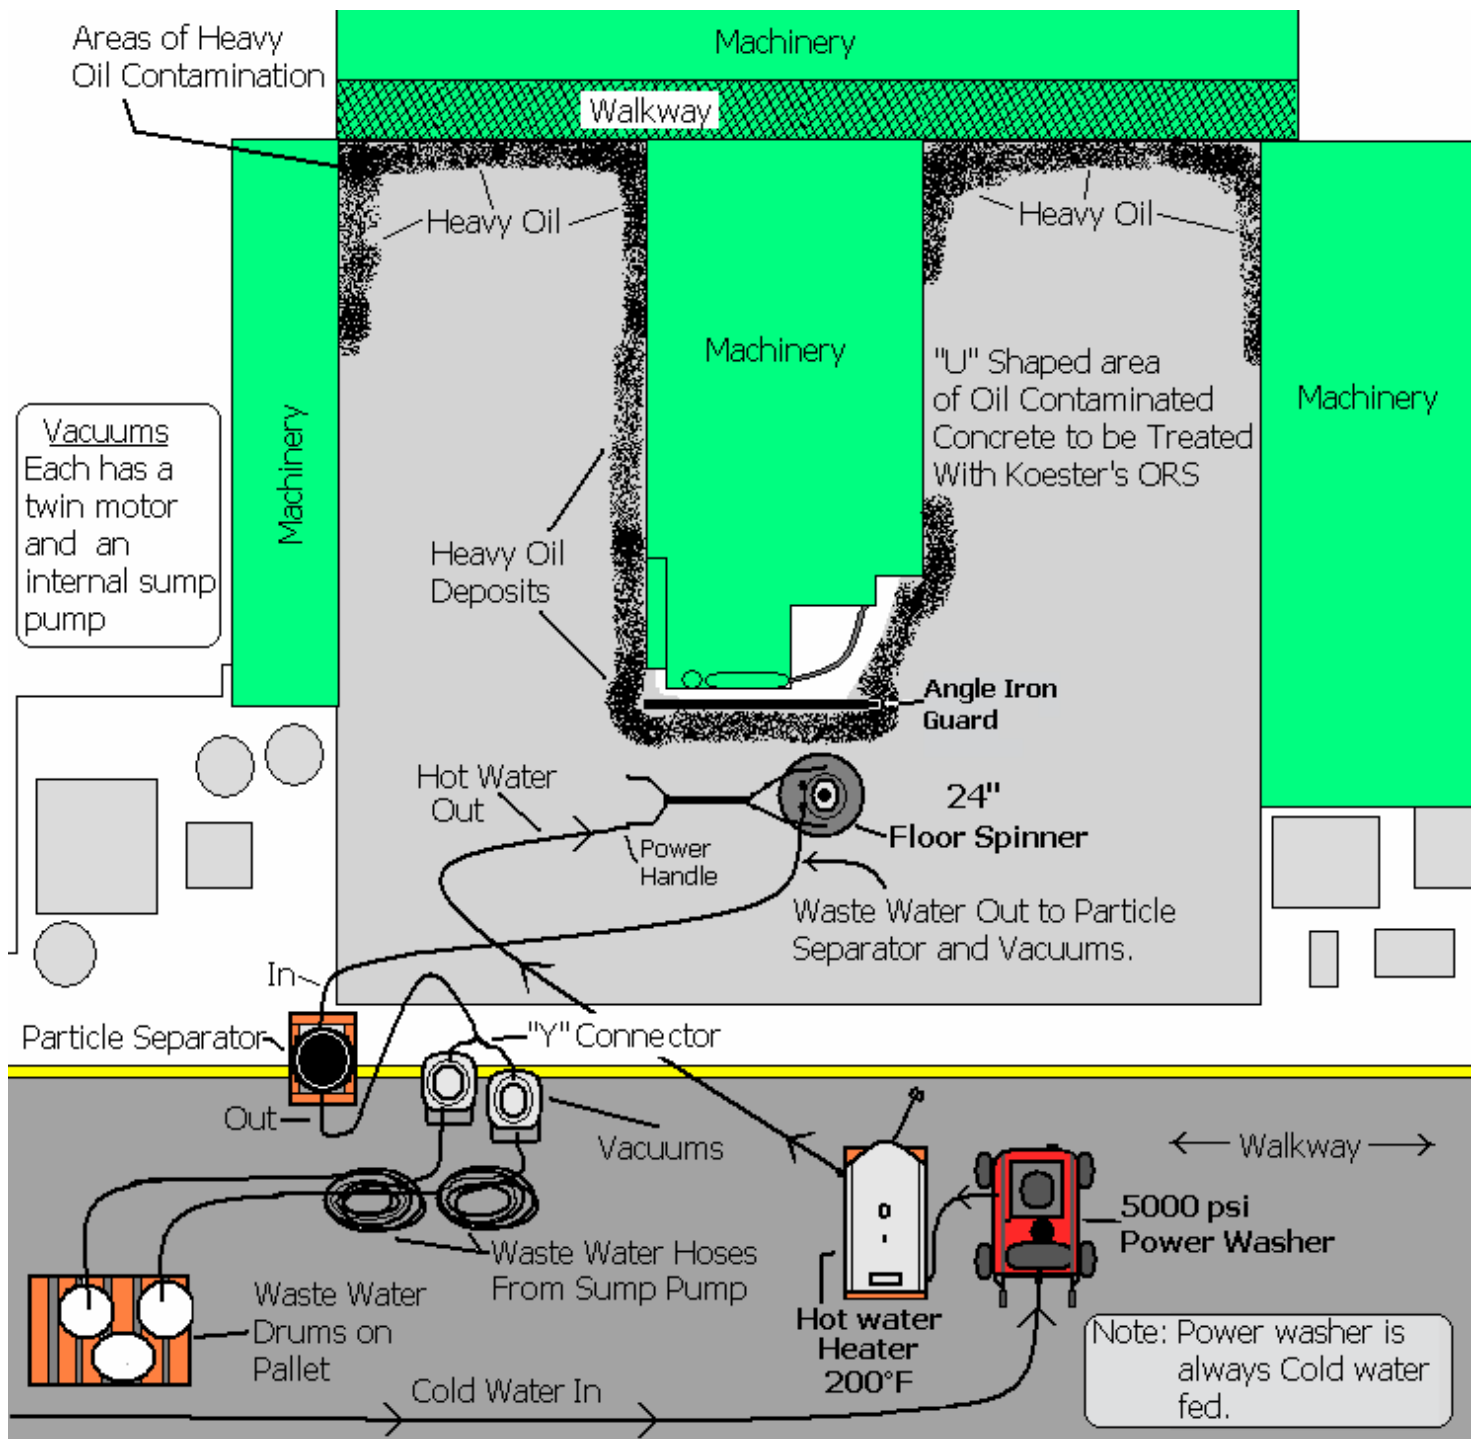 Areas of Heavy
Oil Contamination
Machinery
Walkway
Heavy Oil
Heavy Oil
Machinery
"U" Shaped area
of Oil Contaminated
Concrete to be Treated
With Koester's ORS
Machinery
Machinery
Vacuums
Each has a
twin motor
and an
internal sump
pump
Heavy Oil
Deposits
Angle Iron
Guard
Hot Water
Out
24"
Floor Spinner
Power
Handle
Waste Water Out to Particle
Separator and Vacuums.
In
Particle Separator
"Y" Connector
Out
Vacuums
Walkway
5000 psi
Power Washer
Waste Water Hoses
From Sump Pump
Waste Water
Drums on
Pallet
Hot water
Heater
200°F
Note: Power washer is
always Cold water
fed.
Cold Water In